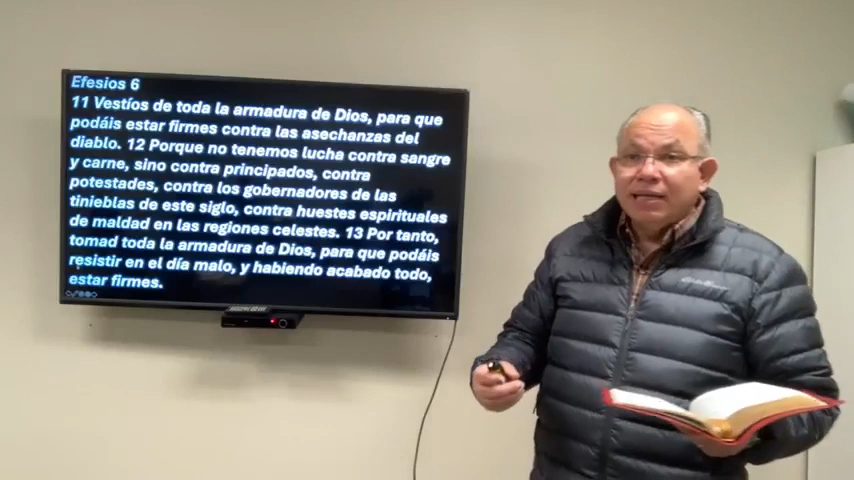 Efesios 6
11 Vestíos de toda la armadura de Dios, para que
podáis estar firmes contra las asechanzas del
diablo. 12 Porque no tenemos lucha contra sangre
y carne, sino contra principados, contra
potestades, contra los gobernadores de las
tinieblas de este siglo, contra huestes espirituales
de maldad en las regiones celestes. 13 Por tanto,
tomad toda la armadura de Dios, para que podáis
resistir en el día malo, y habiendo acabado todo,
estar firmes.
Eddie Bauer